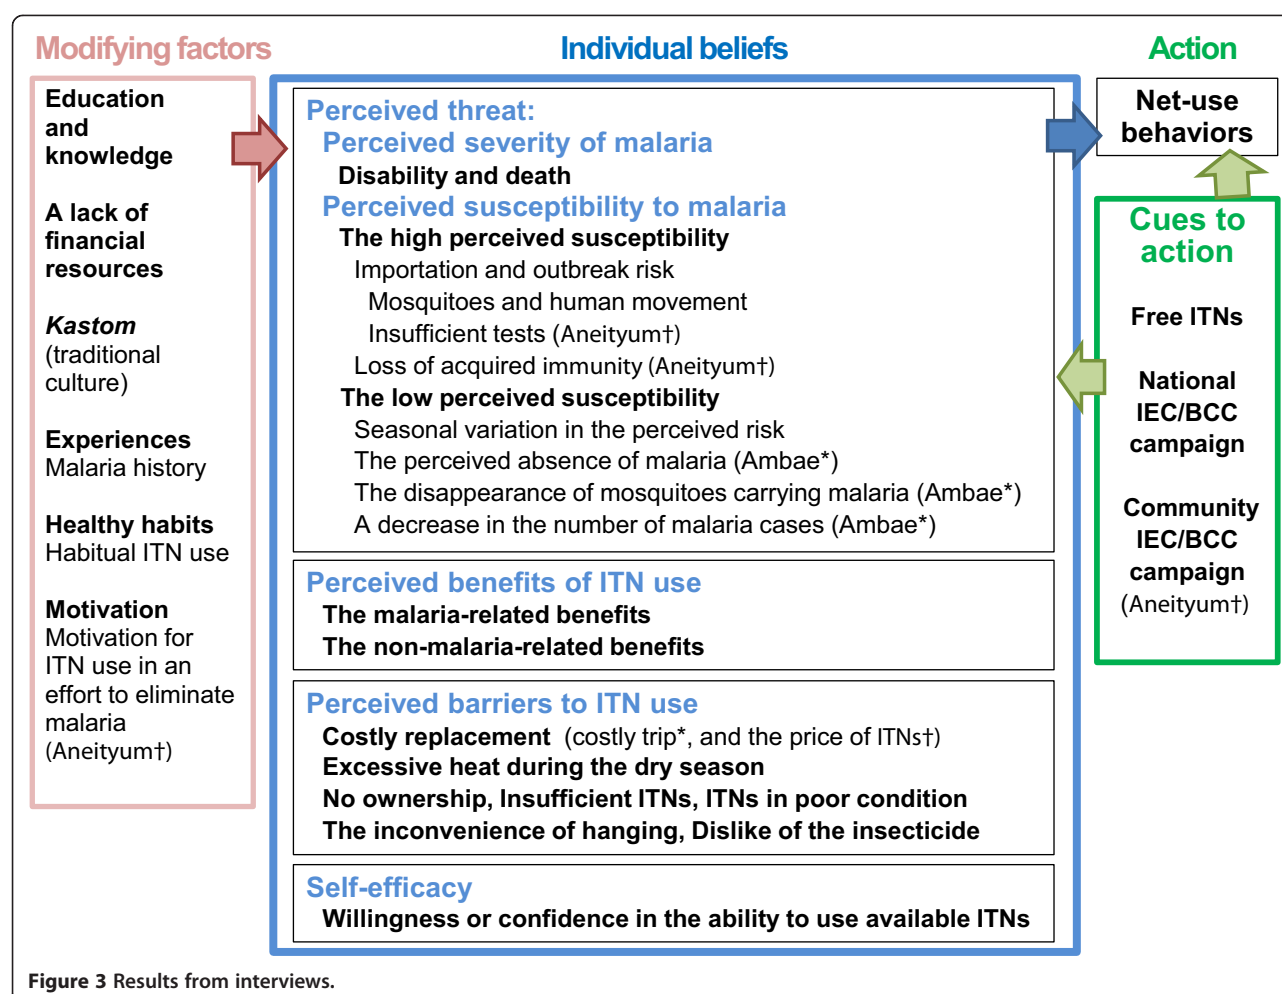 Modifying factors
Education
and
knowledge
A lack of
financial
resources
Kastom
(traditional
culture)
Experiences
Malaria history
Healthy habits
Habitual ITN use
Motivation
Motivation for
ITN use in an
effort to eliminate
malaria
(Aneityum†)
Individual beliefs
Perceived threat:
Perceived severity of malaria
Disability and death
Perceived susceptibility to malaria
The high perceived susceptibility
Importation and outbreak risk
Mosquitoes and human movement
Insufficient tests (Aneityum†)
Loss of acquired immunity (Aneityum†)
The low perceived susceptibility
Seasonal variation in the perceived risk
The perceived absence of malaria (Ambae*)
The disappearance of mosquitoes carrying malaria (Ambae*)
A decrease in the number of malaria cases (Ambae*)
Perceived benefits of ITN use
The malaria-related benefits
The non-malaria-related benefits
Perceived barriers to ITN use
Costly replacement (costly trip*, and the price of ITNs†)
Excessive heat during the dry season
No ownership, Insufficient ITNs, ITNs in poor condition
The inconvenience of hanging, Dislike of the insecticide
Self-efficacy
Willingness or confidence in the ability to use available ITNs
Action
Net-use
behaviors
Cues to
action
Free ITNs
National
IEC/BCC
campaign
Community
IEC/BCC
campaign
(Aneityum†)
Figure 3 Results from interviews.